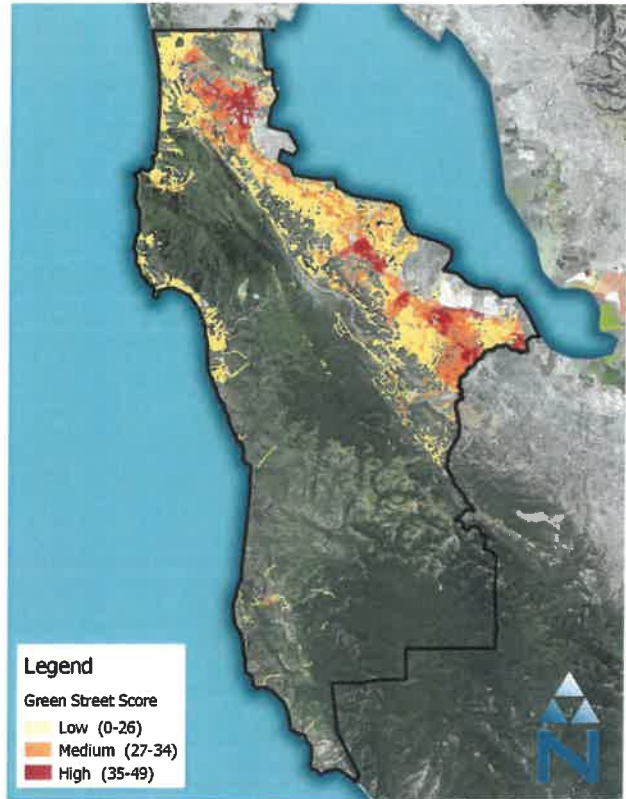 Legend
Green Street Score
Low (0-26)
Medium (27-34)
High (35-49)
N